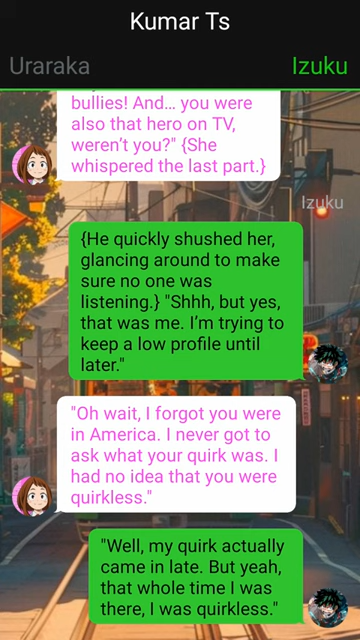 Kumar Ts
Uraraka
Izuku
bullies! And… you were
also that hero on TV,
weren’t you?" {She
whispered the last part.}
Izuku
{He quickly shushed her,
glancing around to make
sure no one was
listening.} "Shhh, but yes,
that was me. I’m trying to
keep a low profile until
later."
"Oh wait, I forgot you were
in America. I never got to
ask what your quirk was. I
had no idea that you were
quirkless."
"Well, my quirk actually
came in late. But yeah,
that whole time I was
there, I was quirkless."